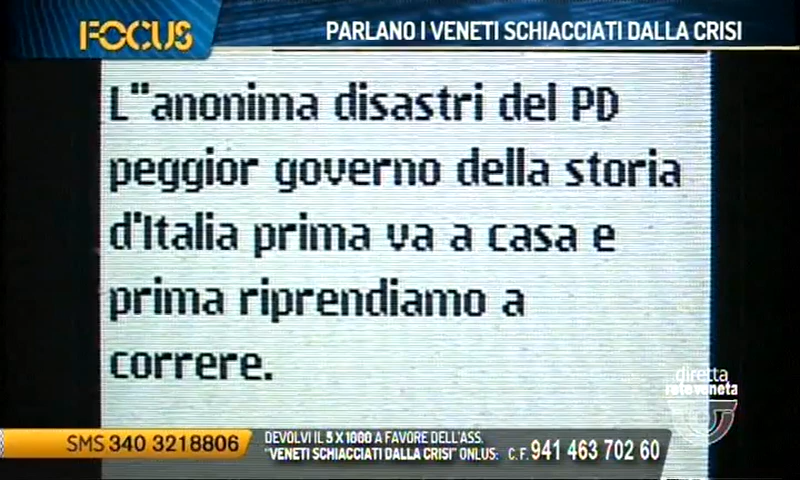 FOCUS
PARLANO I VENETI SCHIACCIATI DALLA CRISI
L"anonima disastri del PD
peggior governo della storia
d'Italia prima va a casa e
prima riprendiamo a
correre.
diretta
reteveneta
SMS 340 3218806
DEVOLVI IL 5 X 1000 A FAVORE DELL'ASS.
"VENETI SCHIACCIATI DALLA CRISI" ONLUS: C.F. 941 463 702 60